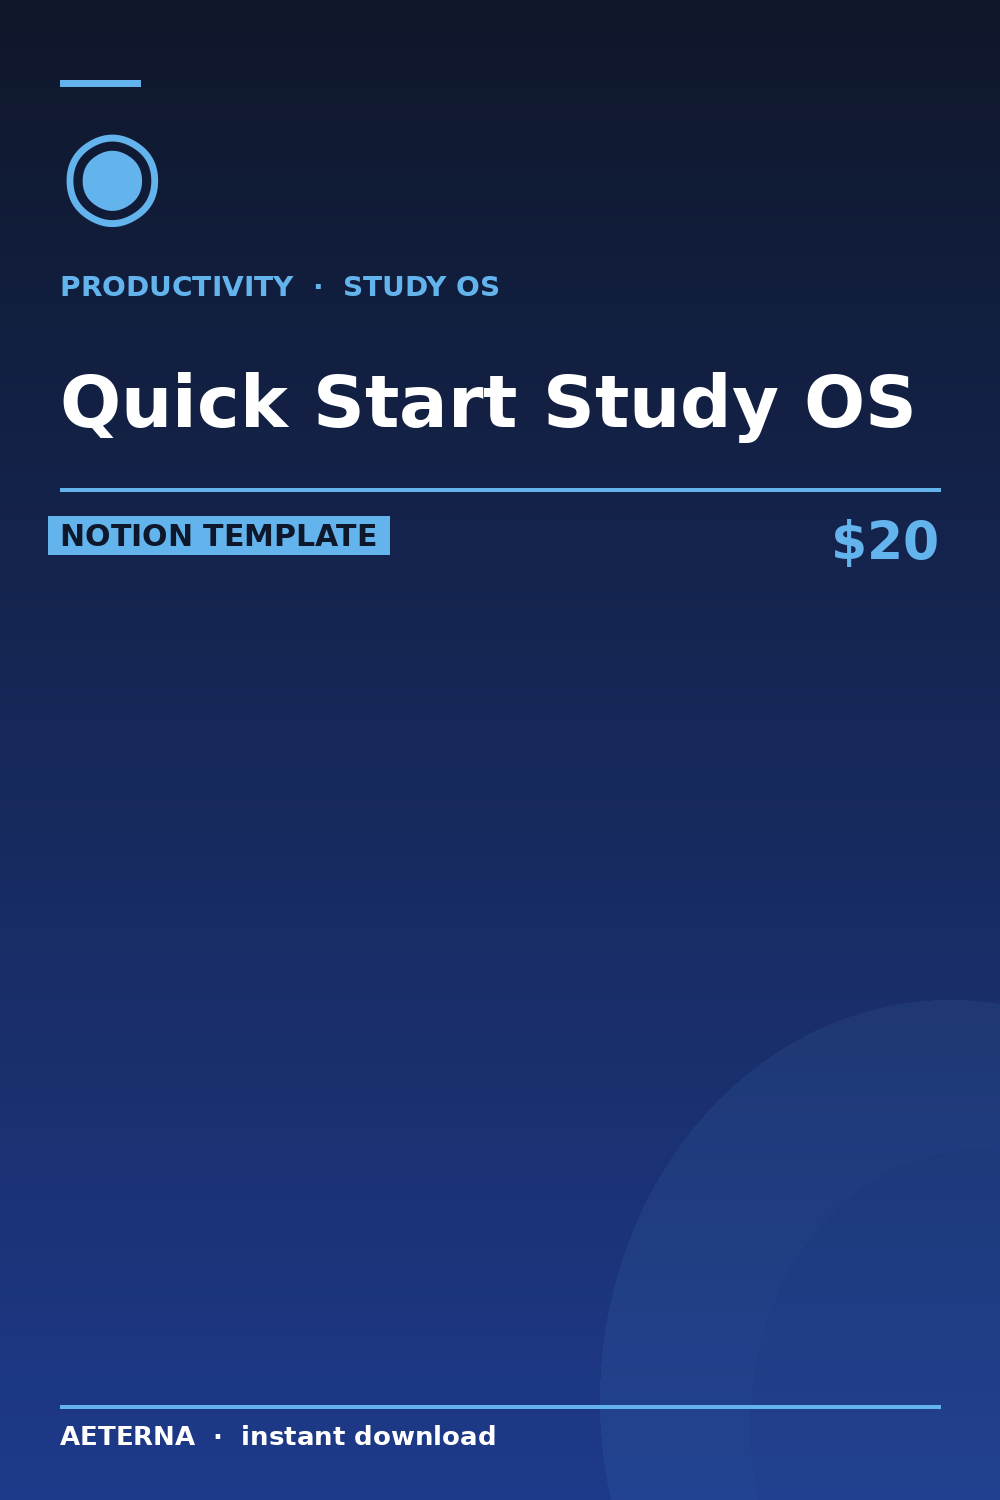 PRODUCTIVITY · STUDY OS
Quick Start Study OS
NOTION TEMPLATE
$20
AETERNA · instant download